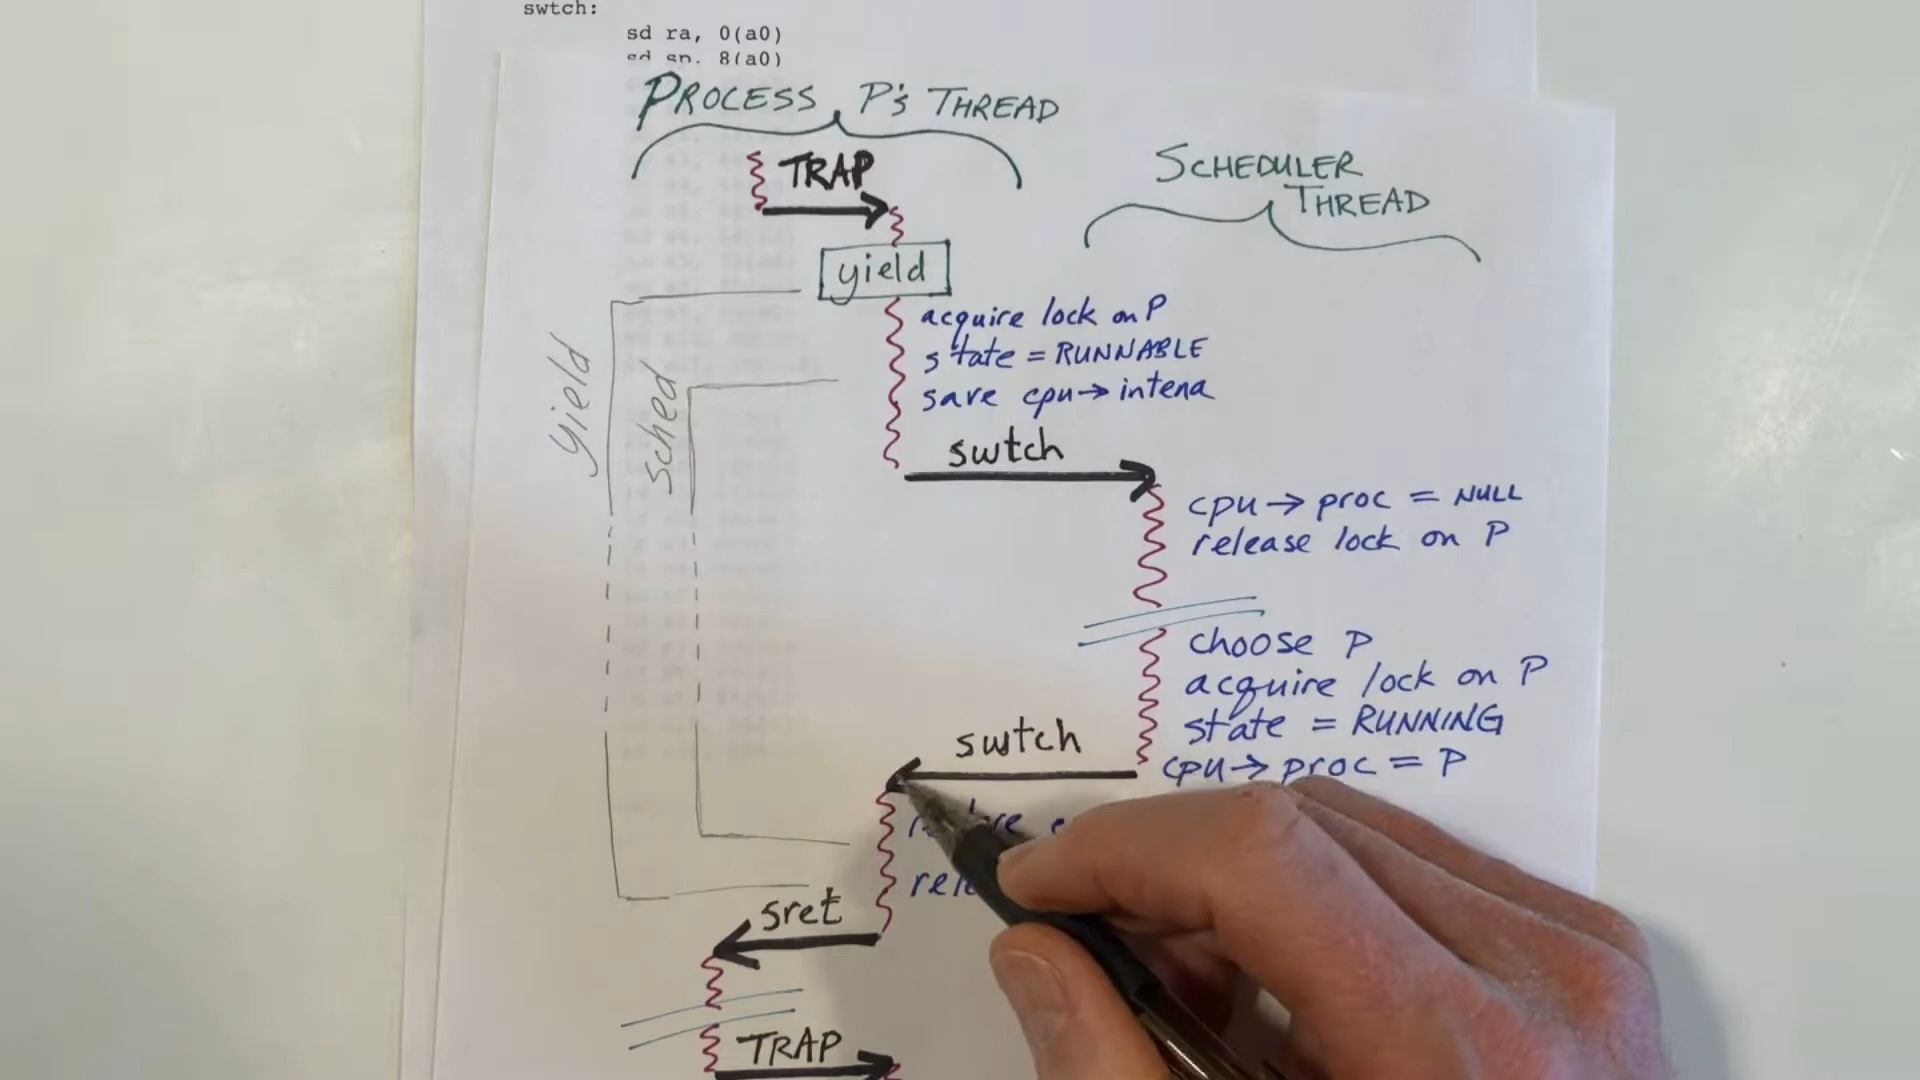 swtch:
sd ra, 0(a0)
sd sp, 8(a0)
PROCESS P's THREAD
SCHEDULER
THREAD
TRAP
yield
acquire lock on P
state = RUNNABLE
save cpu→intena
yield
sched
swtch
cpu → proc = NULL
release lock on P
choose P
acquire lock on P
state = RUNNING
cpu → proc = P
swtch
sret
TRAP